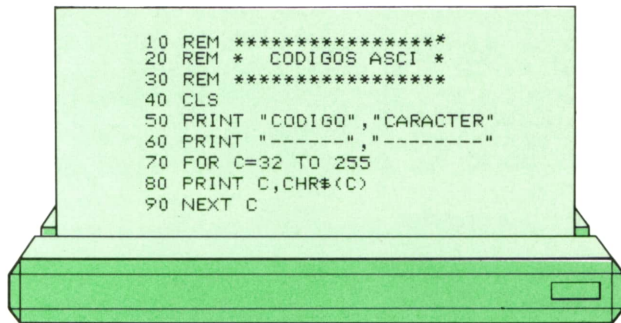 10 REM *****************
20 REM *  CODIGOS ASCI *
30 REM *****************
40 CLS
50 PRINT "CODIGO","CARACTER"
60 PRINT "------","--------"
70 FOR C=32 TO 255
80 PRINT C,CHR$(C)
90 NEXT C